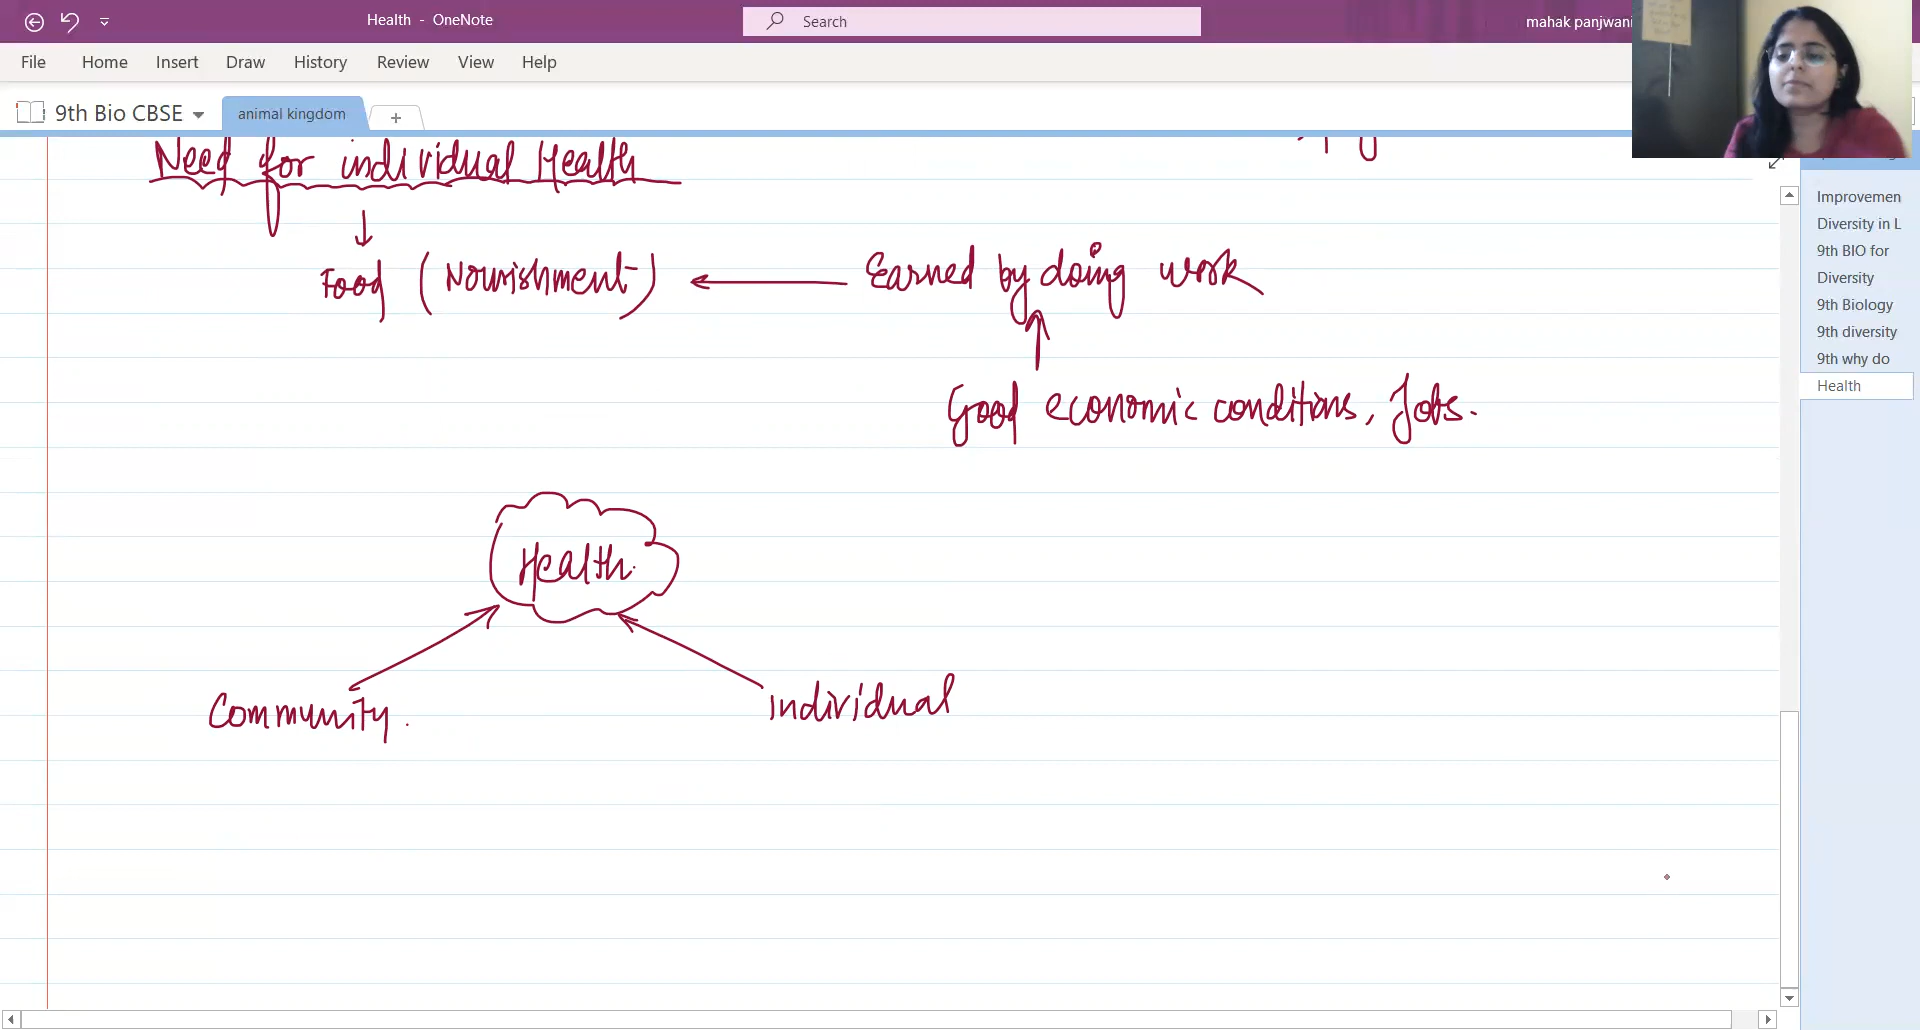 Health - OneNote
Search
mahak panjwani
File Home Insert Draw History Review View Help
9th Bio CBSE
animal kingdom
+
Need for individual Health
Food (Nourishment) Earned by doing work
Good economic conditions, Jobs.
Health.
Community. individual
Improvemen
Diversity in L
9th BIO for
Diversity
9th Biology
9th diversity
9th why do
Health